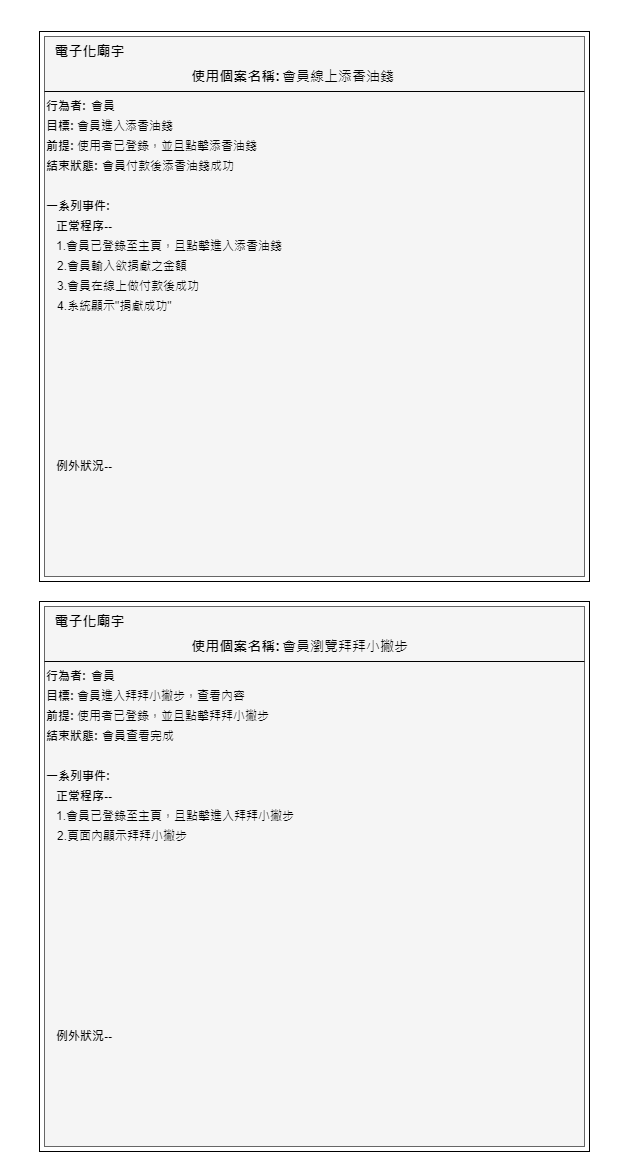 電子化廟宇
使用個案名稱: 會員線上添香油錢
行為者: 會員
目標: 會員進入添香油錢
前提: 使用者已登錄，並且點擊添香油錢
結束狀態: 會員付款後添香油錢成功
一系列事件:
正常程序--
1.會員已登錄至主頁，且點擊進入添香油錢
2.會員輸入欲捐獻之金額
3.會員在線上做付款後成功
4.系統顯示"捐獻成功"
例外狀況--
電子化廟宇
使用個案名稱: 會員瀏覽拜拜小撇步
行為者: 會員
目標: 會員進入拜拜小撇步，查看內容
前提: 使用者已登錄，並且點擊拜拜小撇步
結束狀態: 會員查看完成
一系列事件:
正常程序--
1.會員已登錄至主頁，且點擊進入拜拜小撇步
2.頁面內顯示拜拜小撇步
例外狀況--